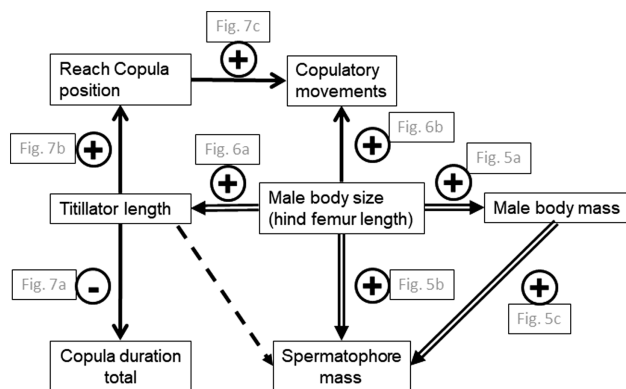 Fig. 7c
Reach Copula
position
Copulatory
movements
+
Fig. 7b
+
Fig. 6a
+
+
Fig. 6b
+
Fig. 5a
Titillator length
Male body size
(hind femur length)
Male body mass
Fig. 7a
-
+
Fig. 5b
+
Fig. 5c
Copula duration
total
Spermatophore
mass